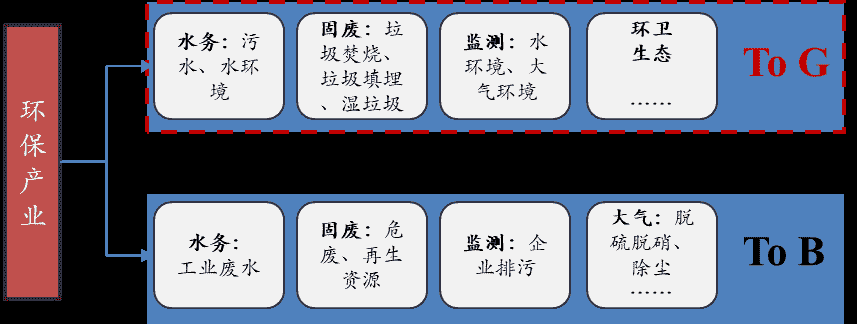 环保产业
水务：污
水、水环
境
固废：垃
圾焚烧、
垃圾填埋
、湿垃圾
监测：水
环境、大
气环境
环卫
生态
……
To G
水务：
工业废水
固废：危
废、再生
资源
监测：企
业排污
大气：脱
硫脱硝、
除尘
……
To B